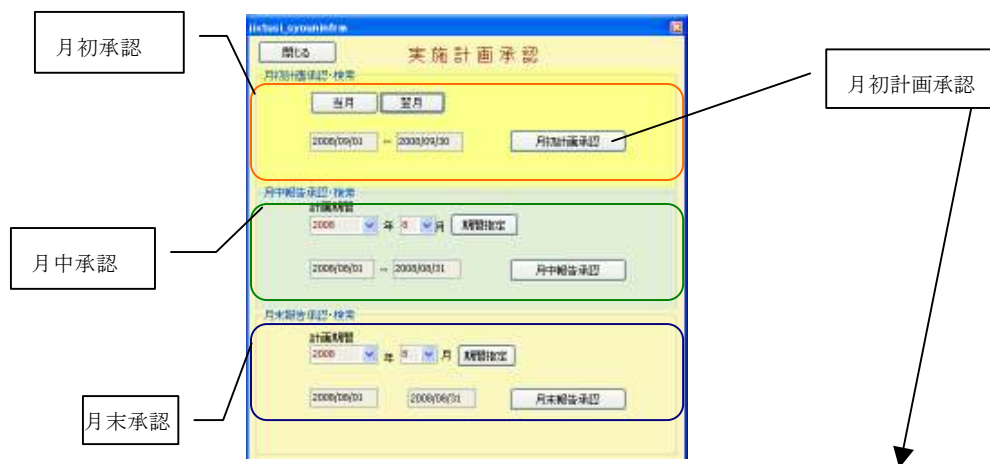 jixtusi_syouninfrm
閉じる
実施計画承認
月初承認
月初計画承認・検索
当月 翌月
2008/09/01 ～ 2008/09/30 月初計画承認
月初計画承認
月中報告承認・検索
計画期間
2008 年 8 月 期間指定
月中承認
2008/08/01 ～ 2008/08/31 月中報告承認
月末報告承認・検索
計画期間
2008 年 8 月 期間指定
2008/08/01 2008/08/31 月末報告承認
月末承認